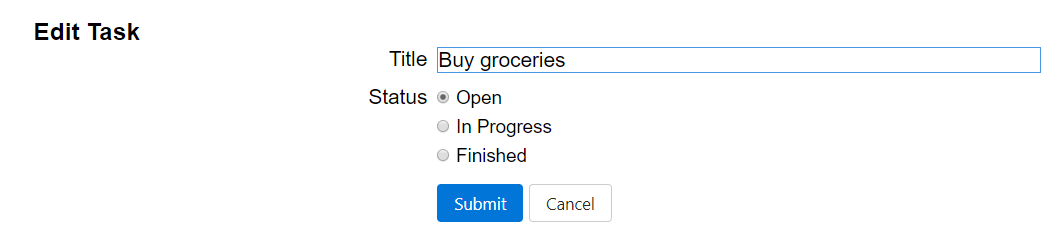 Edit Task
Title Buy groceries
Status Open
In Progress
Finished
Submit Cancel